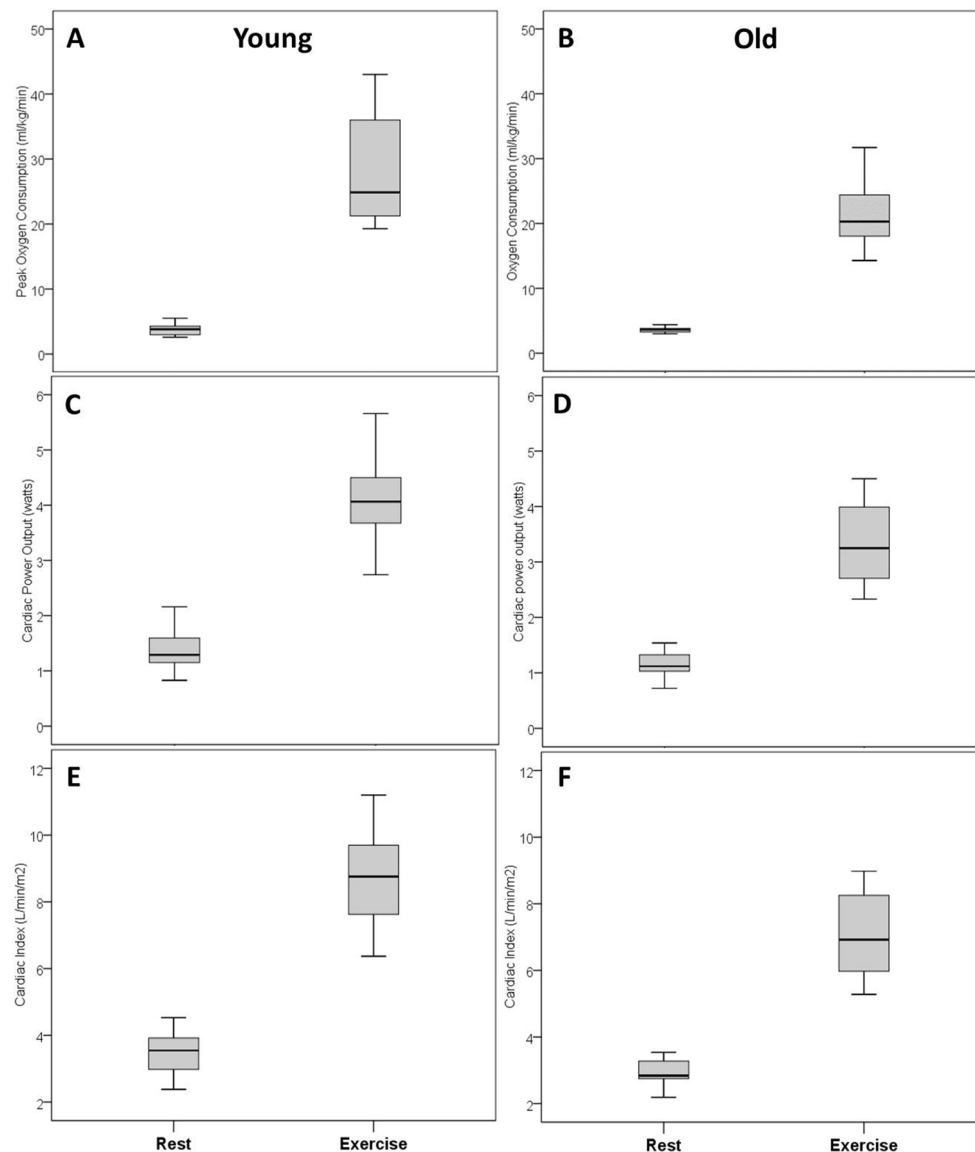 A Young
50
40
30
20
10
0
Peak Oxygen Consumption (ml/kg/min)
B Old
50
40
30
20
10
0
Oxygen Consumption (ml/kg/min)
C
6
5
4
3
2
1
0
Cardiac Power Output (watts)
D
6
5
4
3
2
1
0
Cardiac power output (watts)
E
12
10
8
6
4
2
Cardiac Index (L/min/m2)
Rest Exercise
F
12
10
8
6
4
2
Cardiac Index (L/min/m2)
Rest Exercise